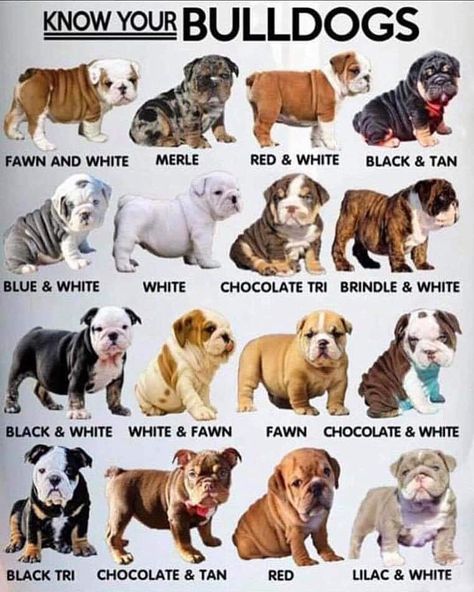 KNOW YOUR BULLDOGS
FAWN AND WHITE MERLE RED & WHITE BLACK & TAN
BLUE & WHITE WHITE CHOCOLATE TRI BRINDLE & WHITE
BLACK & WHITE WHITE & FAWN FAWN CHOCOLATE & WHITE
BLACK TRI CHOCOLATE & TAN RED LILAC & WHITE